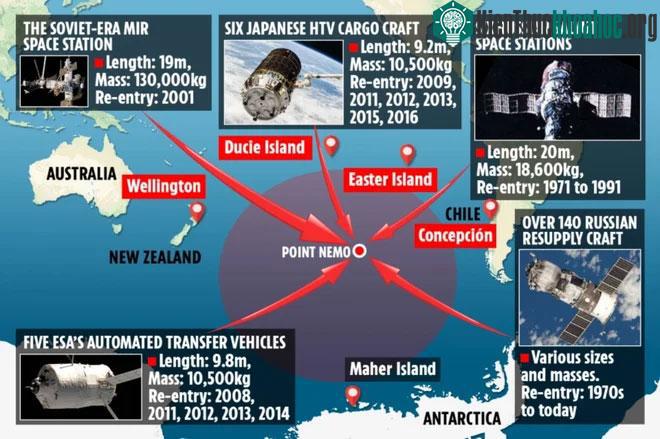 KienThuckhoahoc.org
THE SOVIET-ERA MIR
SPACE STATION
Length: 19m,
Mass: 130,000kg
Re-entry: 2001
SIX JAPANESE HTV CARGO CRAFT
Length: 9.2m,
Mass: 10,500kg
Re-entry: 2009,
2011, 2012, 2013,
2015, 2016
SPACE STATIONS
Length: 20m,
Mass: 18,600kg,
Re-entry: 1971 to 1991
AUSTRALIA
Wellington
NEW ZEALAND
Ducie Island
Easter Island
CHILE
Concepción
POINT NEMO
OVER 140 RUSSIAN
RESUPPLY CRAFT
Various sizes
and masses.
Re-entry: 1970s
to today
FIVE ESA'S AUTOMATED TRANSFER VEHICLES
Length: 9.8m,
Mass: 10,500kg
Re-entry: 2008,
2011, 2012, 2013, 2014
Maher Island
ANTARCTICA